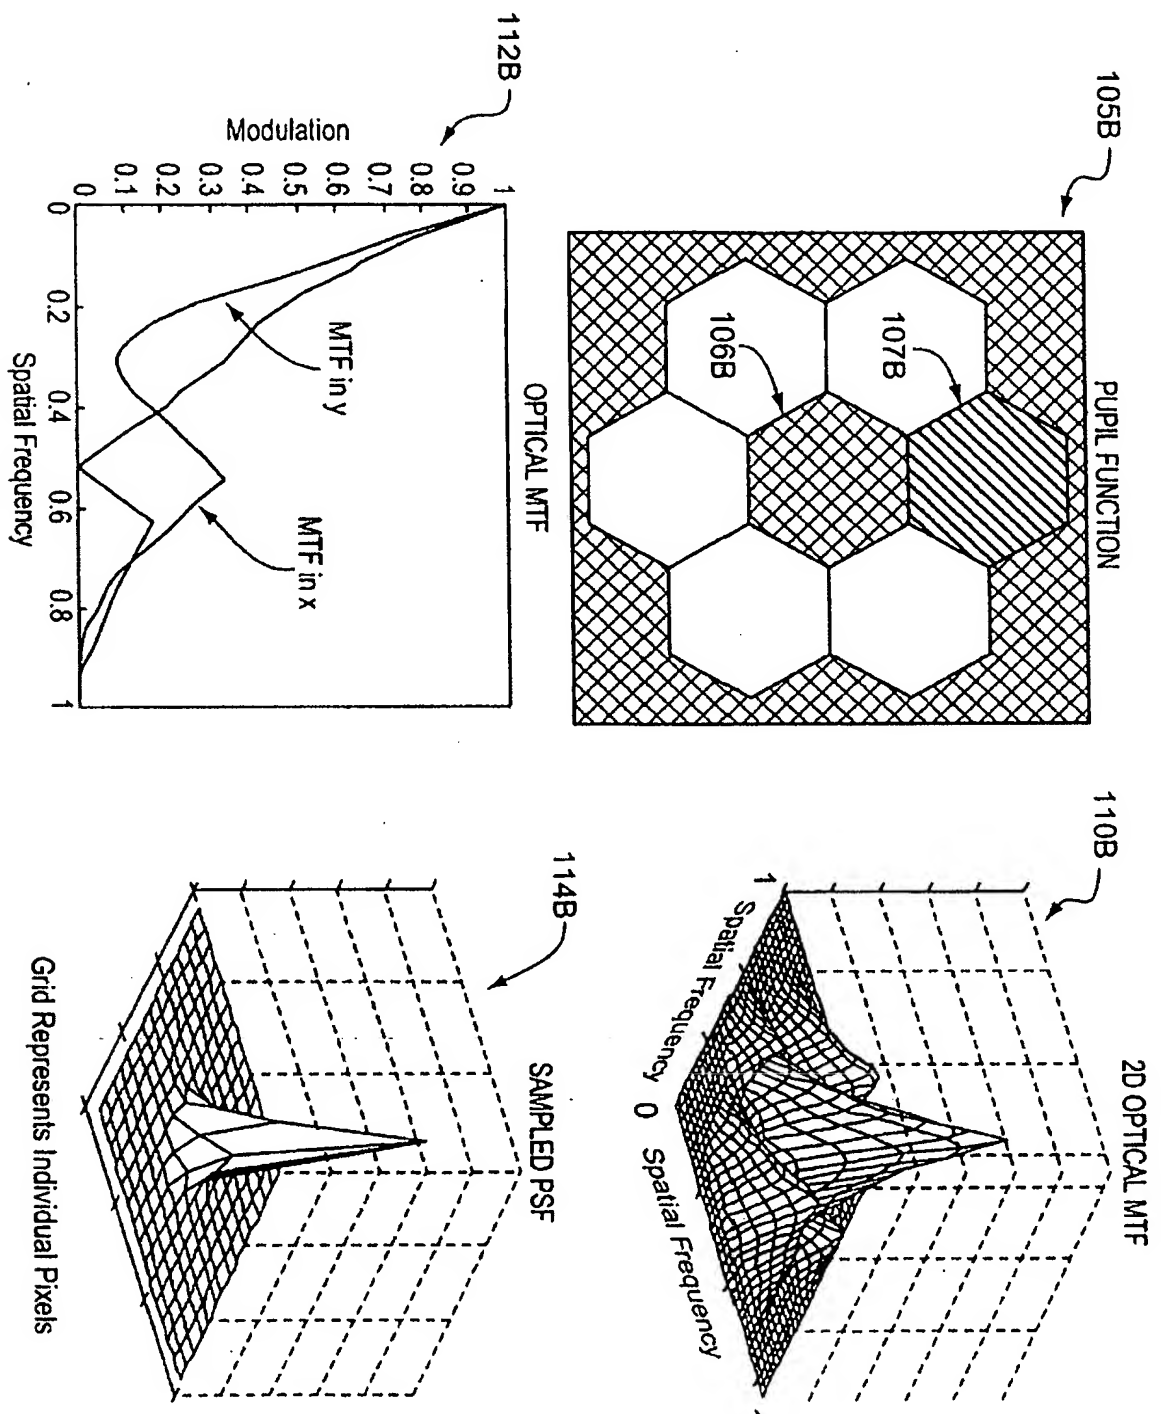 105B
PUPIL FUNCTION
107B
106B
110B
2D OPTICAL MTF
1
Spatial Frequency
0
Spatial Frequency
112B
OPTICAL MTF
Modulation
1
0.9
0.8
0.7
0.6
0.5
0.4
0.3
0.2
0.1
0
0 0.2 0.4 0.6 0.8 1
Spatial Frequency
MTF in y
MTF in x
114B
SAMPLED PSF
Grid Represents Individual Pixels